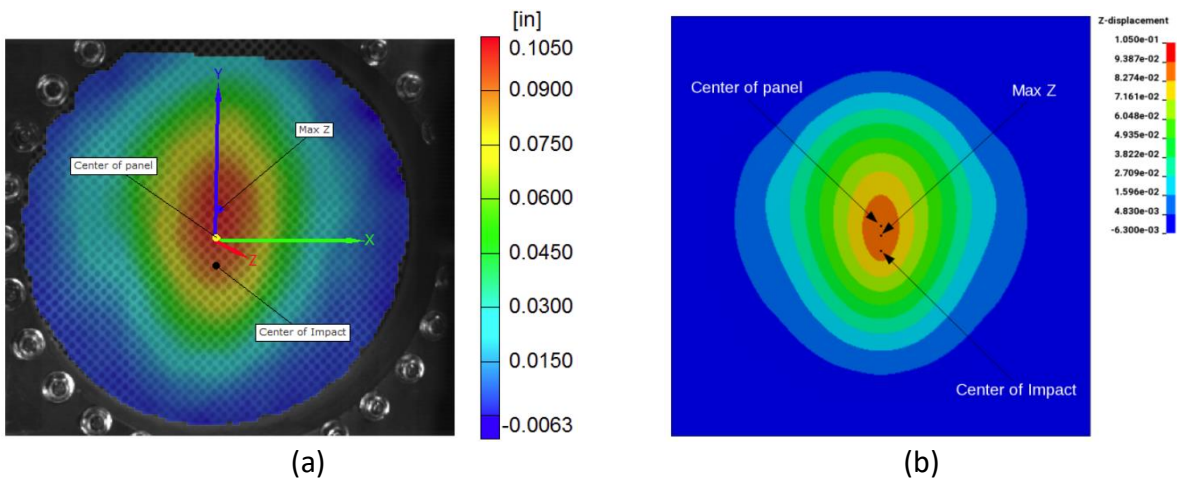 [in]
0.1050
0.0900
0.0750
0.0600
0.0450
0.0300
0.0150
-0.0063
Y
Max Z
Center of panel
X
Z
Center of Impact
(a)
Z-displacement
1.050e-01
9.387e-02
8.274e-02
7.161e-02
6.048e-02
4.935e-02
3.822e-02
2.709e-02
1.596e-02
4.830e-03
-6.300e-03
Center of panel
Max Z
Center of Impact
(b)